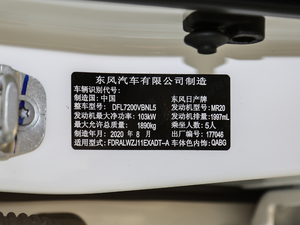 东风汽车有限公司制造
车辆识别代号:
制造国: 中国 东风日产牌
整车型号: DFL7200VBNL5 发动机型号: MR20
发动机最大净功率: 103kW 发动机排量: 1997mL
最大允许总质量: 1890kg 乘坐人数: 5人
制造年月: 2020 年 8 月 出厂编号: 177046
适用型式: FDRALWZJ11EXADT-A 车体色内饰: QABG